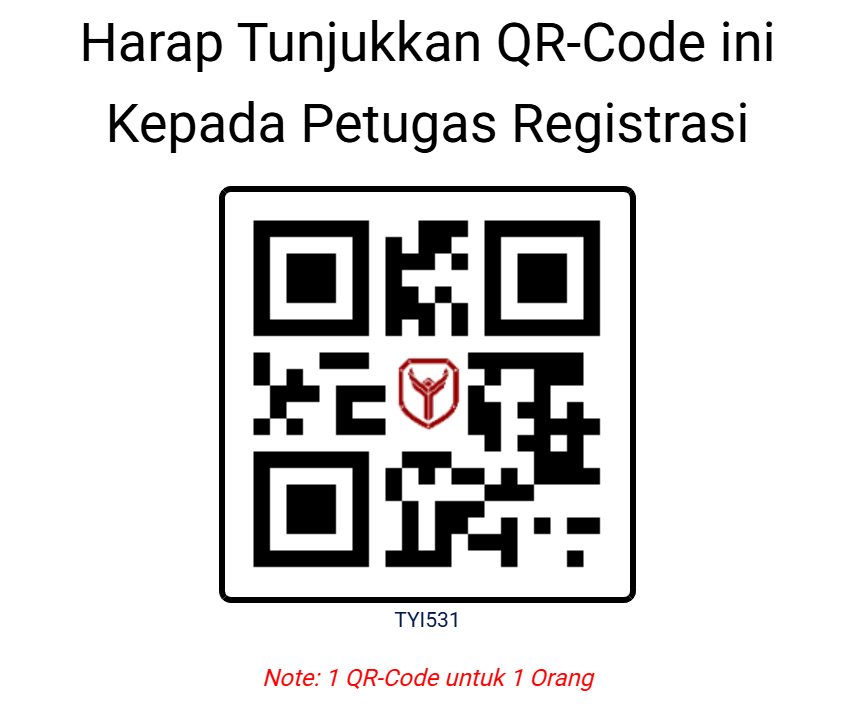 Harap Tunjukkan QR-Code ini
Kepada Petugas Registrasi
TYI531
Note: 1 QR-Code untuk 1 Orang